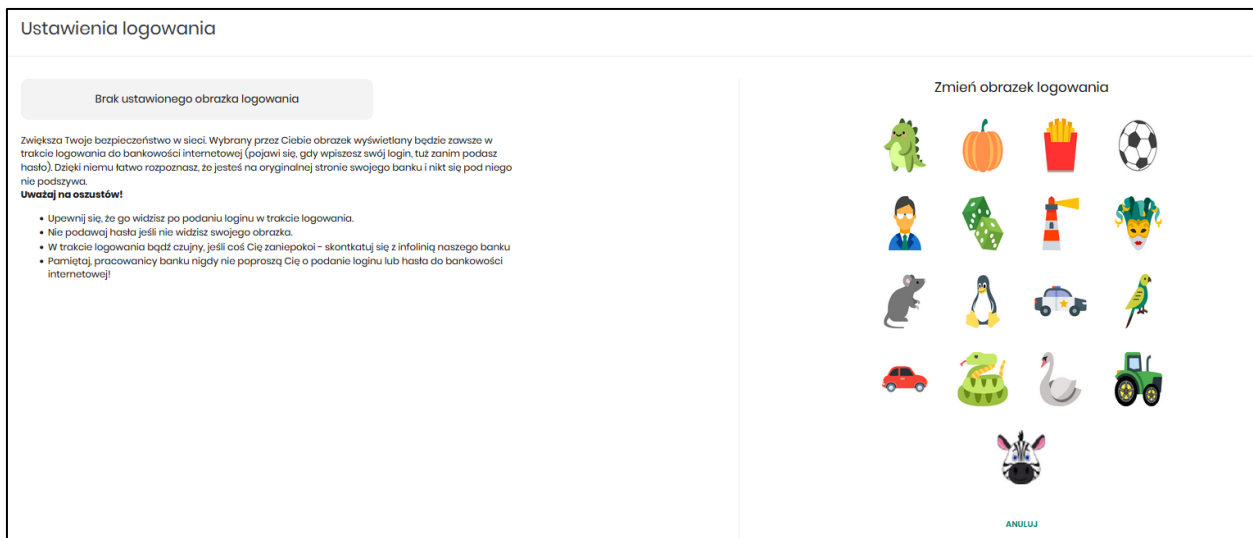 Ustawienia logowania
Brak ustawionego obrazka logowania
Zwiększa Twoje bezpieczeństwo w sieci. Wybrany przez Ciebie obrazek wyświetlany będzie zawsze w
trakcie logowania do bankowości internetowej (pojawi się, gdy wpiszesz swój login, tuż zanim podasz
hasło). Dzięki niemu łatwo rozpoznasz, że jesteś na oryginalnej stronie swojego banku i nikt się pod niego
nie podszywa.
Uważaj na oszustów!
• Upewnij się, że go widzisz po podaniu loginu w trakcie logowania.
• Nie podawaj hasła jeśli nie widzisz swojego obrazka.
• W trakcie logowania bądź czujny, jeśli coś Cię zaniepokoi - skontkatuj się z infolinią naszego banku
• Pamiętaj, pracownicy banku nigdy nie poproszą Cię o podanie loginu lub hasła do bankowości
internetowej!
Zmień obrazek logowania
ANULUJ